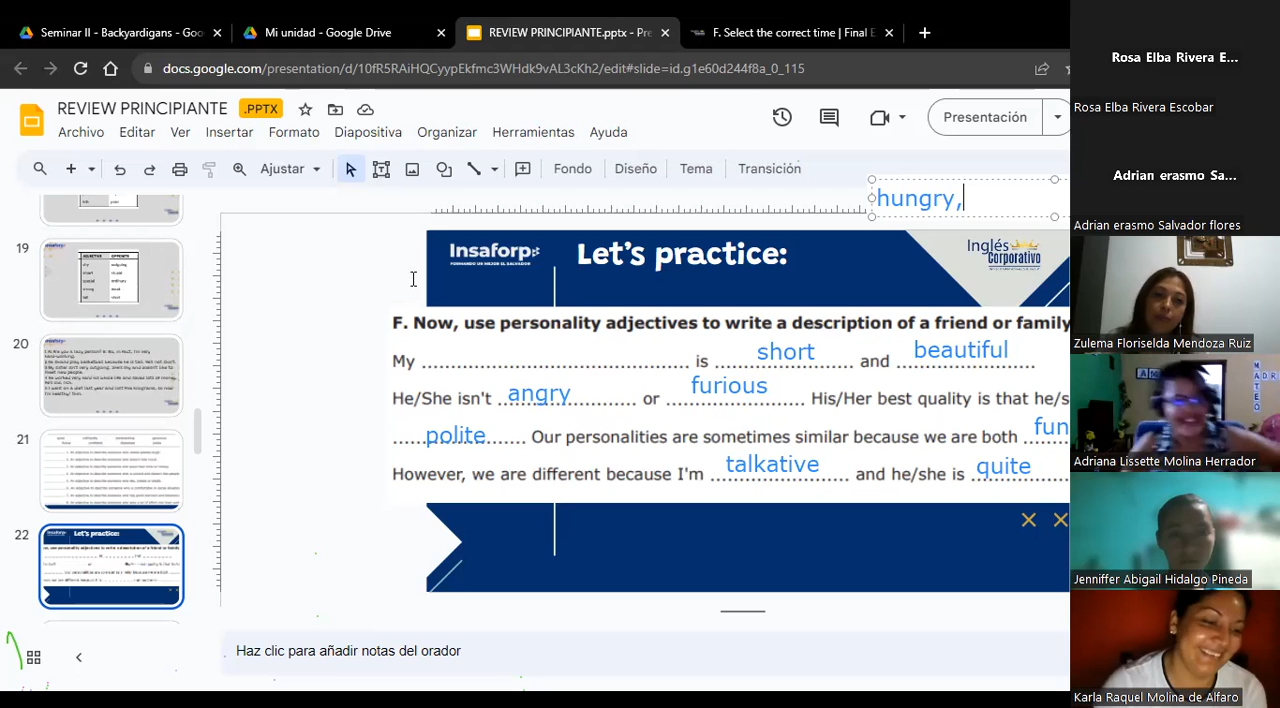 Seminar II - Backyardigans - Goo
Mi unidad - Google Drive
REVIEW PRINCIPIANTE.pptx - Pre
F. Select the correct time | Final E
docs.google.com/presentation/d/10fR5RAiHQCyypEkfmc3WHdk9vAL3cKh2/edit#slide=id.g1e60d244f8a_0_115
REVIEW PRINCIPIANTE .PPTX
Archivo Editar Ver Insertar Formato Diapositiva Organizar Herramientas Ayuda
Presentación
Ajustar Fondo Diseño Tema Transición
hungry,
19
20
21
22
Insaforp
FORMANDO UN MEJOR EL SALVADOR
Let's practice:
Inglés
Corporativo
F. Now, use personality adjectives to write a description of a friend or family
My ........................................ is short and beautiful
He/She isn't angry or furious. His/Her best quality is that he/s
polite. Our personalities are sometimes similar because we are both fun
However, we are different because I'm talkative and he/she is quite
Haz clic para añadir notas del orador
Rosa Elba Rivera E...
Rosa Elba Rivera Escobar
Adrian erasmo Sa...
Adrian erasmo Salvador flores
Zulema Floriselda Mendoza Ruiz
Adriana Lissette Molina Herrador
Jenniffer Abigail Hidalgo Pineda
Karla Raquel Molina de Alfaro